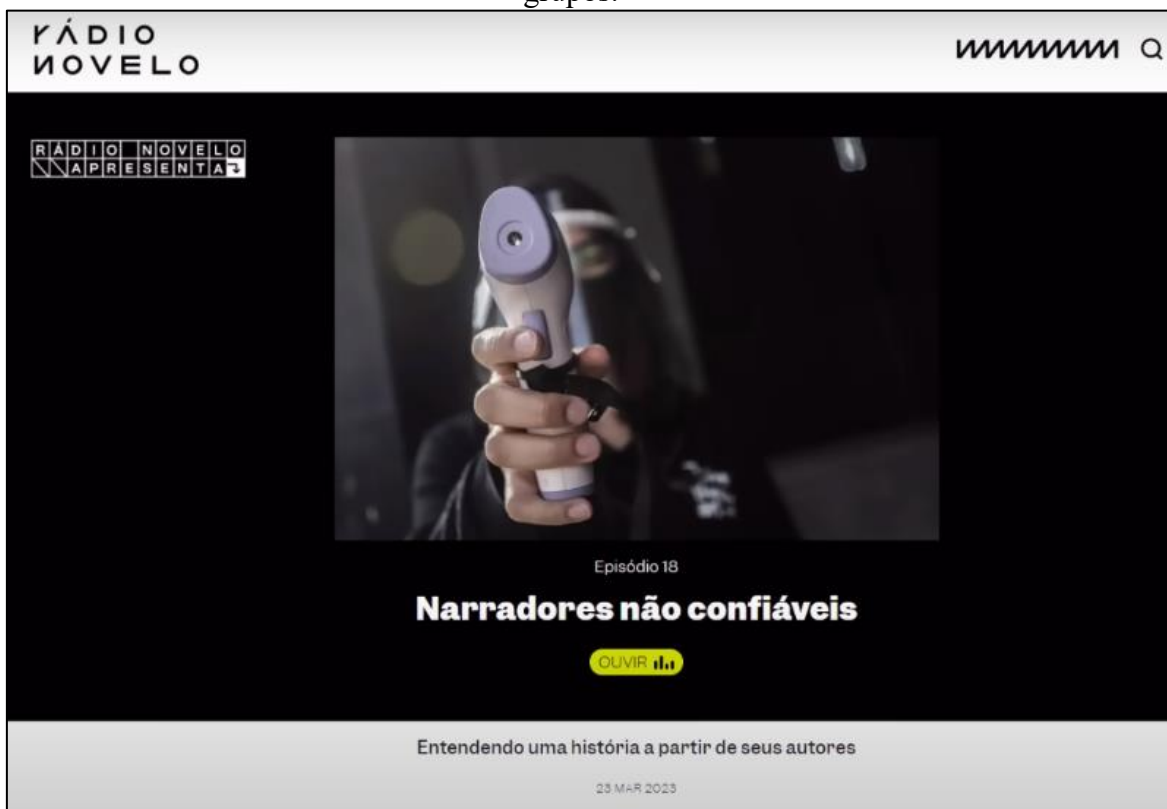 grupos.
RÁDIO
NOVELO
RÁDIO NOVELO
APRESENTA
Episódio 18
Narradores não confiáveis
OUVIR
Entendendo uma história a partir de seus autores
23 MAR 2023